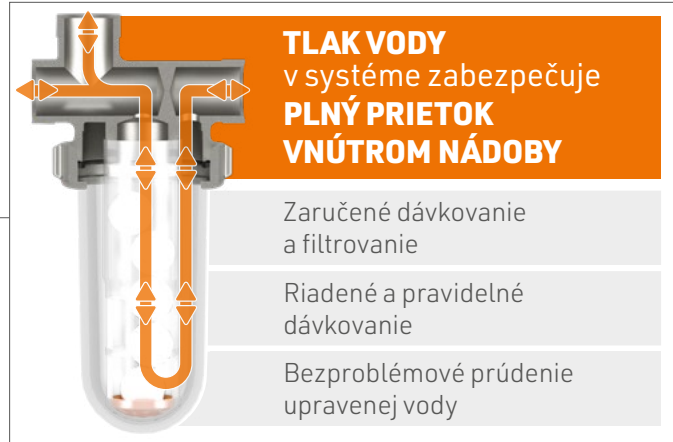 TLAK VODY
v systéme zabezpečuje
PLNÝ PRIETOK
VNÚTROM NÁDOBY
Zaručené dávkovanie
a filtrovanie
Riadené a pravidelné
dávkovanie
Bezproblémové prúdenie
upravenej vody